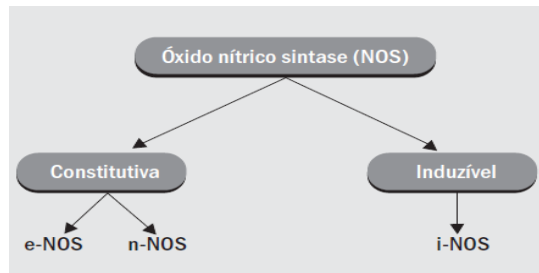 Óxido nítrico sintase (NOS)
Constitutiva
Induzível
e-NOS
n-NOS
i-NOS